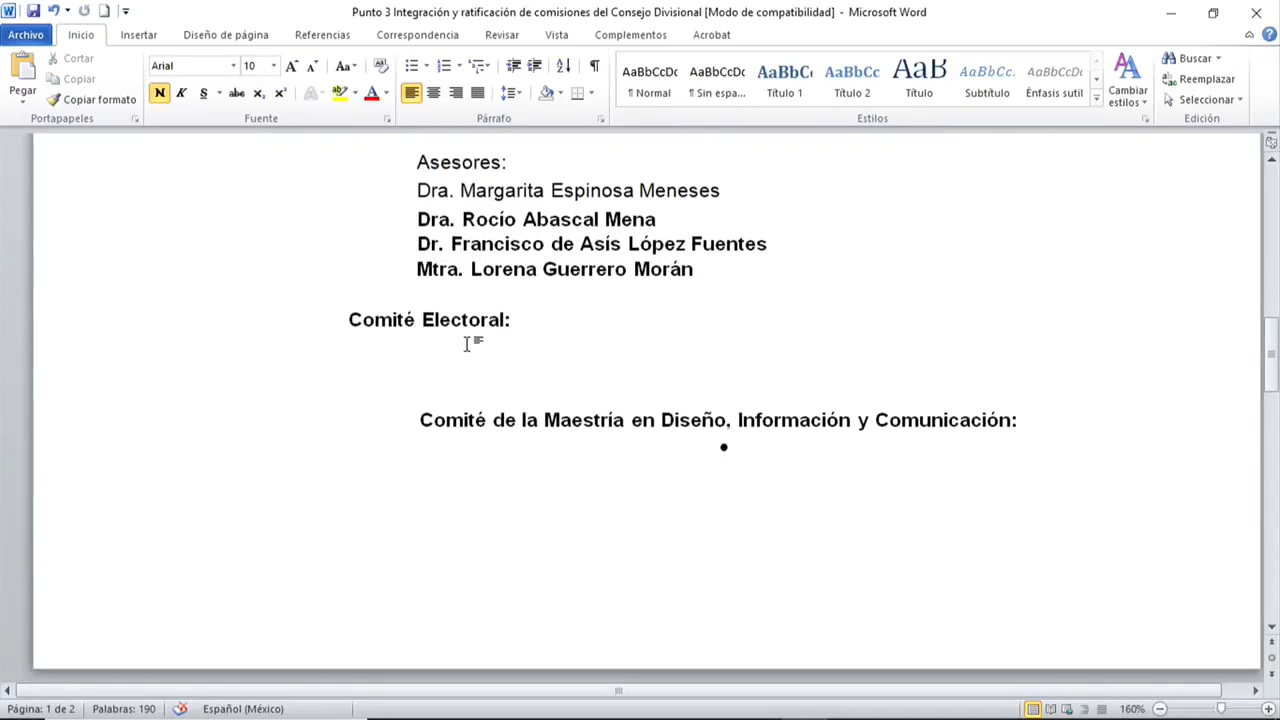 Punto 3 Integración y ratificación de comisiones del Consejo Divisional [Modo de compatibilidad] - Microsoft Word
Archivo Inicio Insertar Diseño de página Referencias Correspondencia Revisar Vista Complementos Acrobat
Pegar
Cortar
Copiar
Copiar formato
Portapapeles
Arial 10
N K S abc x₂ x²
Fuente
Párrafo
AaBbCcDc AaBbCcDc AaBbC AaBbCc AaB AaBbCc. AaBbCcDc
¶ Normal ¶ Sin espa... Título 1 Título 2 Título Subtítulo Énfasis sutil
Estilos
Cambiar
estilos
Buscar
Reemplazar
Seleccionar
Edición
Asesores:
Dra. Margarita Espinosa Meneses
Dra. Rocío Abascal Mena
Dr. Francisco de Asís López Fuentes
Mtra. Lorena Guerrero Morán
Comité Electoral:
Comité de la Maestría en Diseño, Información y Comunicación:
Página: 1 de 2 Palabras: 190 Español (México) 160%